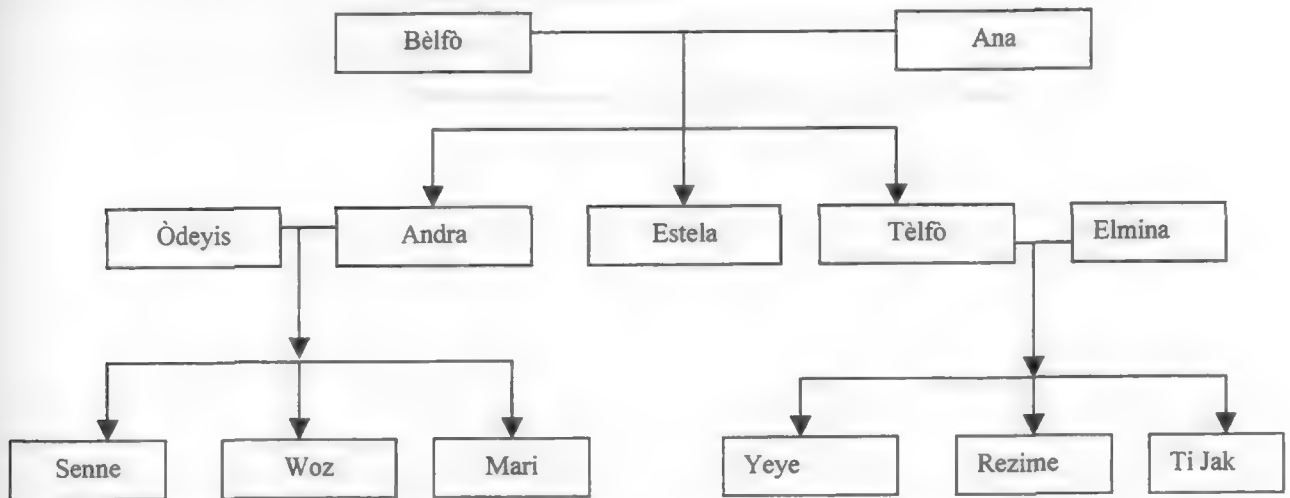 Bèlfò Ana
Òdeyis Andra Estela Tèlfò Elmina
Senne Woz Mari Yeye Rezime Ti Jak